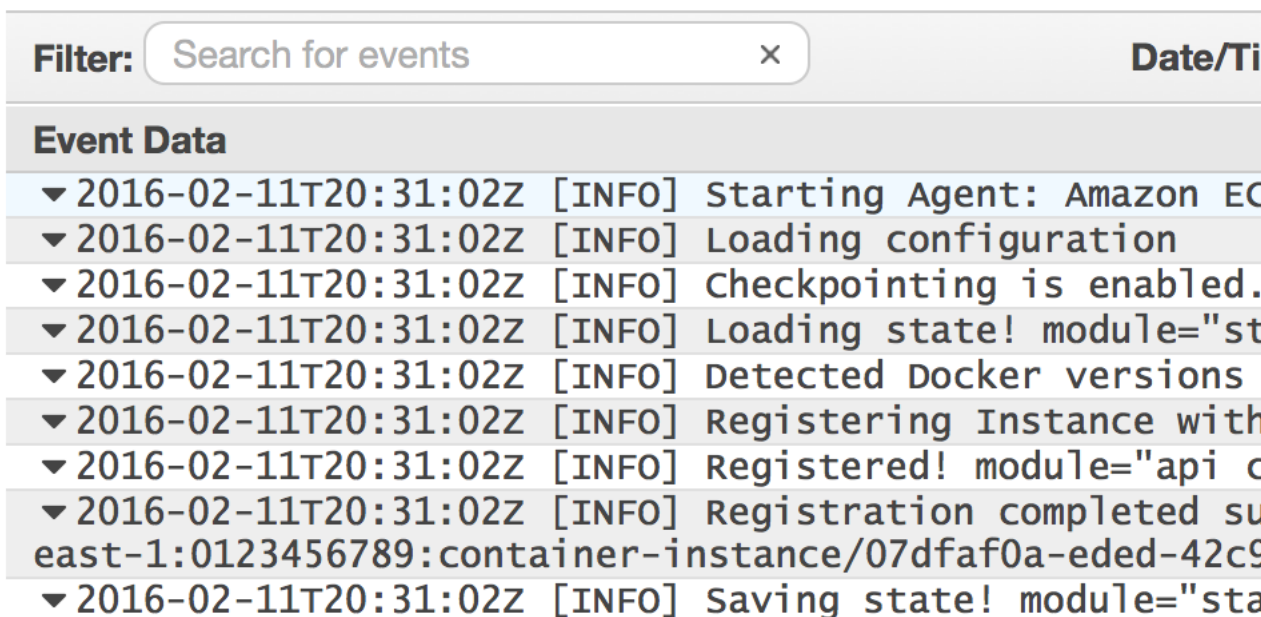 Filter: Search for events × Date/Ti
Event Data
2016-02-11T20:31:02Z [INFO] Starting Agent: Amazon EC
2016-02-11T20:31:02Z [INFO] Loading configuration
2016-02-11T20:31:02Z [INFO] Checkpointing is enabled.
2016-02-11T20:31:02Z [INFO] Loading state! module="st
2016-02-11T20:31:02Z [INFO] Detected Docker versions
2016-02-11T20:31:02Z [INFO] Registering Instance with
2016-02-11T20:31:02Z [INFO] Registered! module="api c
2016-02-11T20:31:02Z [INFO] Registration completed su
east-1:0123456789:container-instance/07dfaf0a-eded-42c9
2016-02-11T20:31:02Z [INFO] Saving state! module="sta